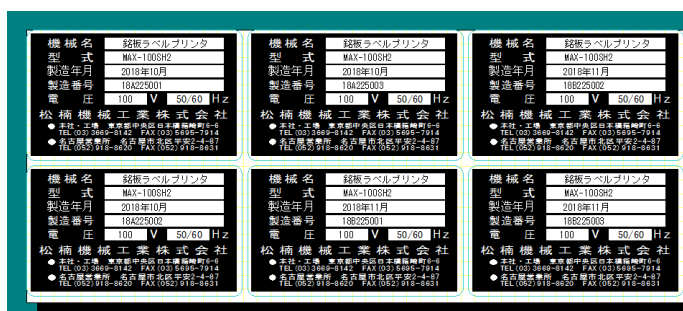 機械名 銘板ラベルプリンタ
型式 MAX-100SH2
製造年月 2018年10月
製造番号 18A225001
電圧 100 V 50/60 Hz
松楠機械工業株式会社
●本社・工場 東京都中央区日本橋箱崎町6-6
TEL(03)3669-8142 FAX(03)5695-7914
●名古屋営業所 名古屋市北区平安2-4-87
TEL(052)918-8620 FAX(052)918-8631
機械名 銘板ラベルプリンタ
型式 MAX-100SH2
製造年月 2018年10月
製造番号 18A225003
電圧 100 V 50/60 Hz
松楠機械工業株式会社
●本社・工場 東京都中央区日本橋箱崎町6-6
TEL(03)3669-8142 FAX(03)5695-7914
●名古屋営業所 名古屋市北区平安2-4-87
TEL(052)918-8620 FAX(052)918-8631
機械名 銘板ラベルプリンタ
型式 MAX-100SH2
製造年月 2018年11月
製造番号 18B225002
電圧 100 V 50/60 Hz
松楠機械工業株式会社
●本社・工場 東京都中央区日本橋箱崎町6-6
TEL(03)3669-8142 FAX(03)5695-7914
●名古屋営業所 名古屋市北区平安2-4-87
TEL(052)918-8620 FAX(052)918-8631
機械名 銘板ラベルプリンタ
型式 MAX-100SH2
製造年月 2018年10月
製造番号 18A225002
電圧 100 V 50/60 Hz
松楠機械工業株式会社
●本社・工場 東京都中央区日本橋箱崎町6-6
TEL(03)3669-8142 FAX(03)5695-7914
●名古屋営業所 名古屋市北区平安2-4-87
TEL(052)918-8620 FAX(052)918-8631
機械名 銘板ラベルプリンタ
型式 MAX-100SH2
製造年月 2018年11月
製造番号 18B225001
電圧 100 V 50/60 Hz
松楠機械工業株式会社
●本社・工場 東京都中央区日本橋箱崎町6-6
TEL(03)3669-8142 FAX(03)5695-7914
●名古屋営業所 名古屋市北区平安2-4-87
TEL(052)918-8620 FAX(052)918-8631
機械名 銘板ラベルプリンタ
型式 MAX-100SH2
製造年月 2018年11月
製造番号 18B225003
電圧 100 V 50/60 Hz
松楠機械工業株式会社
●本社・工場 東京都中央区日本橋箱崎町6-6
TEL(03)3669-8142 FAX(03)5695-7914
●名古屋営業所 名古屋市北区平安2-4-87
TEL(052)918-8620 FAX(052)918-8631